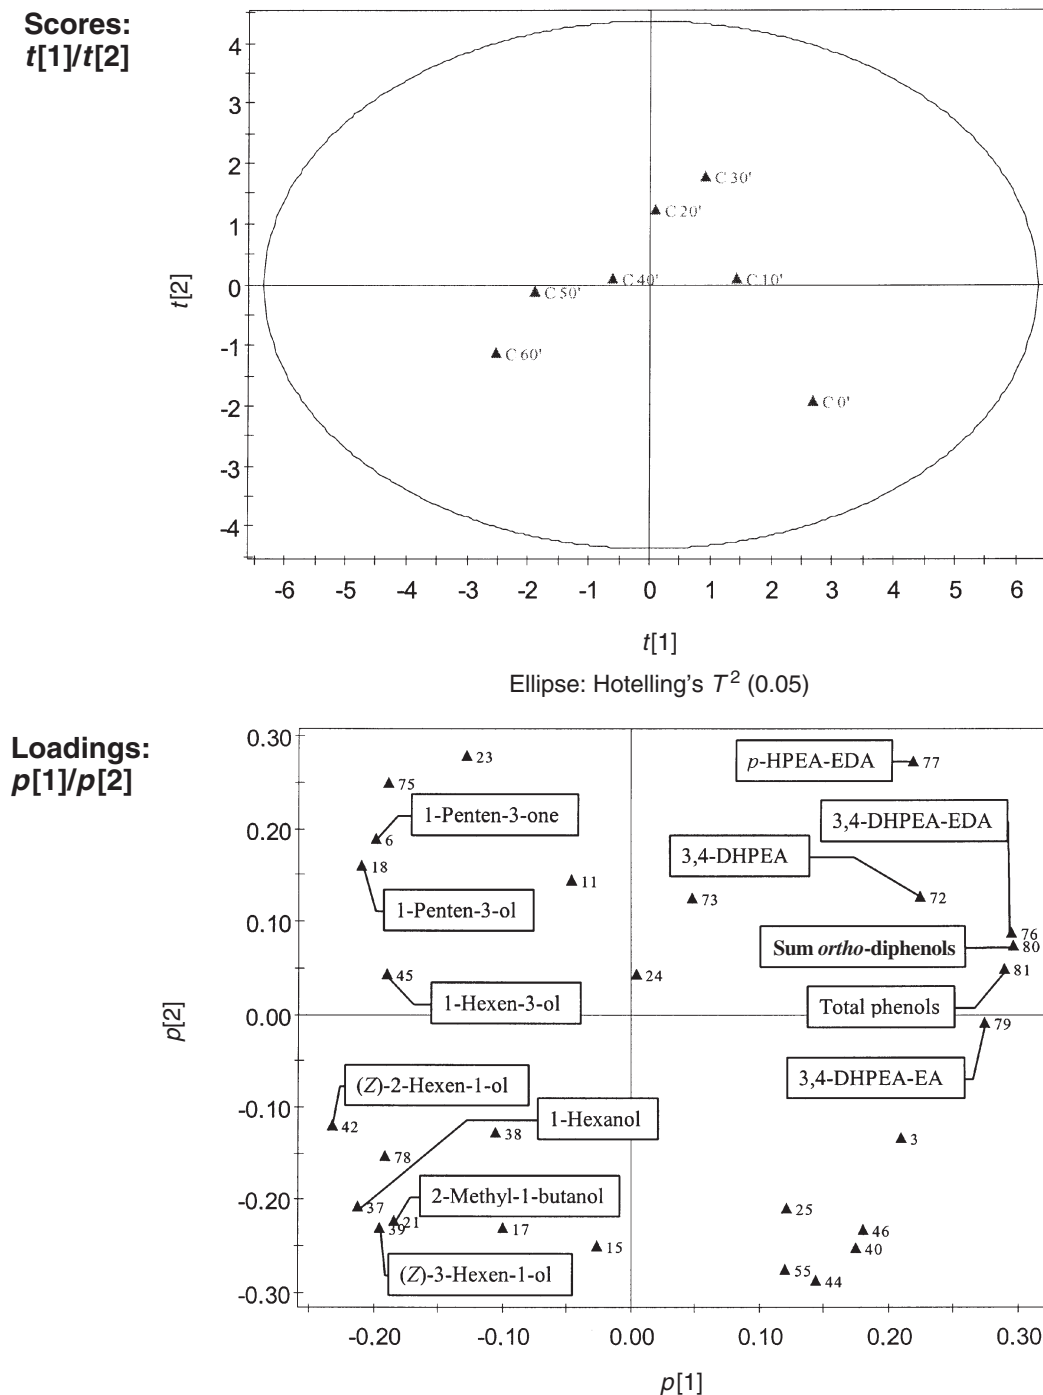 Scores:
t[1]/t[2]
4
3
2
1
0
-1
-2
-3
-4
t[2]
C 30'
C 20'
C 40'
C 10'
C 50'
C 60'
C 0'
-6 -5 -4 -3 -2 -1 0 1 2 3 4 5 6
t[1]
Ellipse: Hotelling's T² (0.05)
Loadings:
p[1]/p[2]
0.30
0.20
0.10
0.00
-0.10
-0.20
-0.30
p[2]
23
p-HPEA-EDA
77
75
1-Penten-3-one
3,4-DHPEA-EDA
6
3,4-DHPEA
18
11
1-Penten-3-ol
73
72
76
Sum ortho-diphenols
80
45
24
81
1-Hexen-3-ol
Total phenols
79
(Z)-2-Hexen-1-ol
3,4-DHPEA-EA
1-Hexanol
42
38
3
78
2-Methyl-1-butanol
37
21
39
17
25
46
15
40
(Z)-3-Hexen-1-ol
55
44
-0.20 -0.10 0.00 0.10 0.20 0.30
p[1]